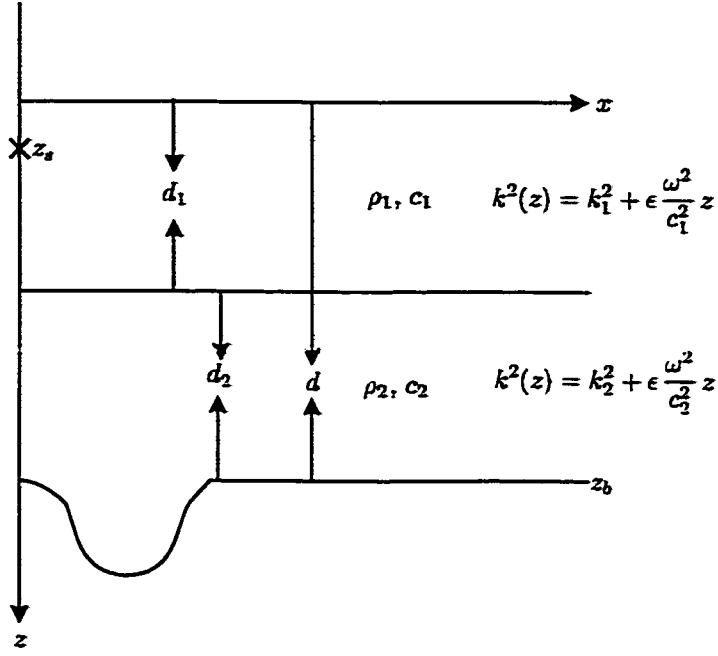 x
z_s
d_1
ρ_1, c_1
k^2(z) = k_1^2 + ϵ ω^2/c_1^2 z
d_2
d
ρ_2, c_2
k^2(z) = k_2^2 + ϵ ω^2/c_2^2 z
z_b
z